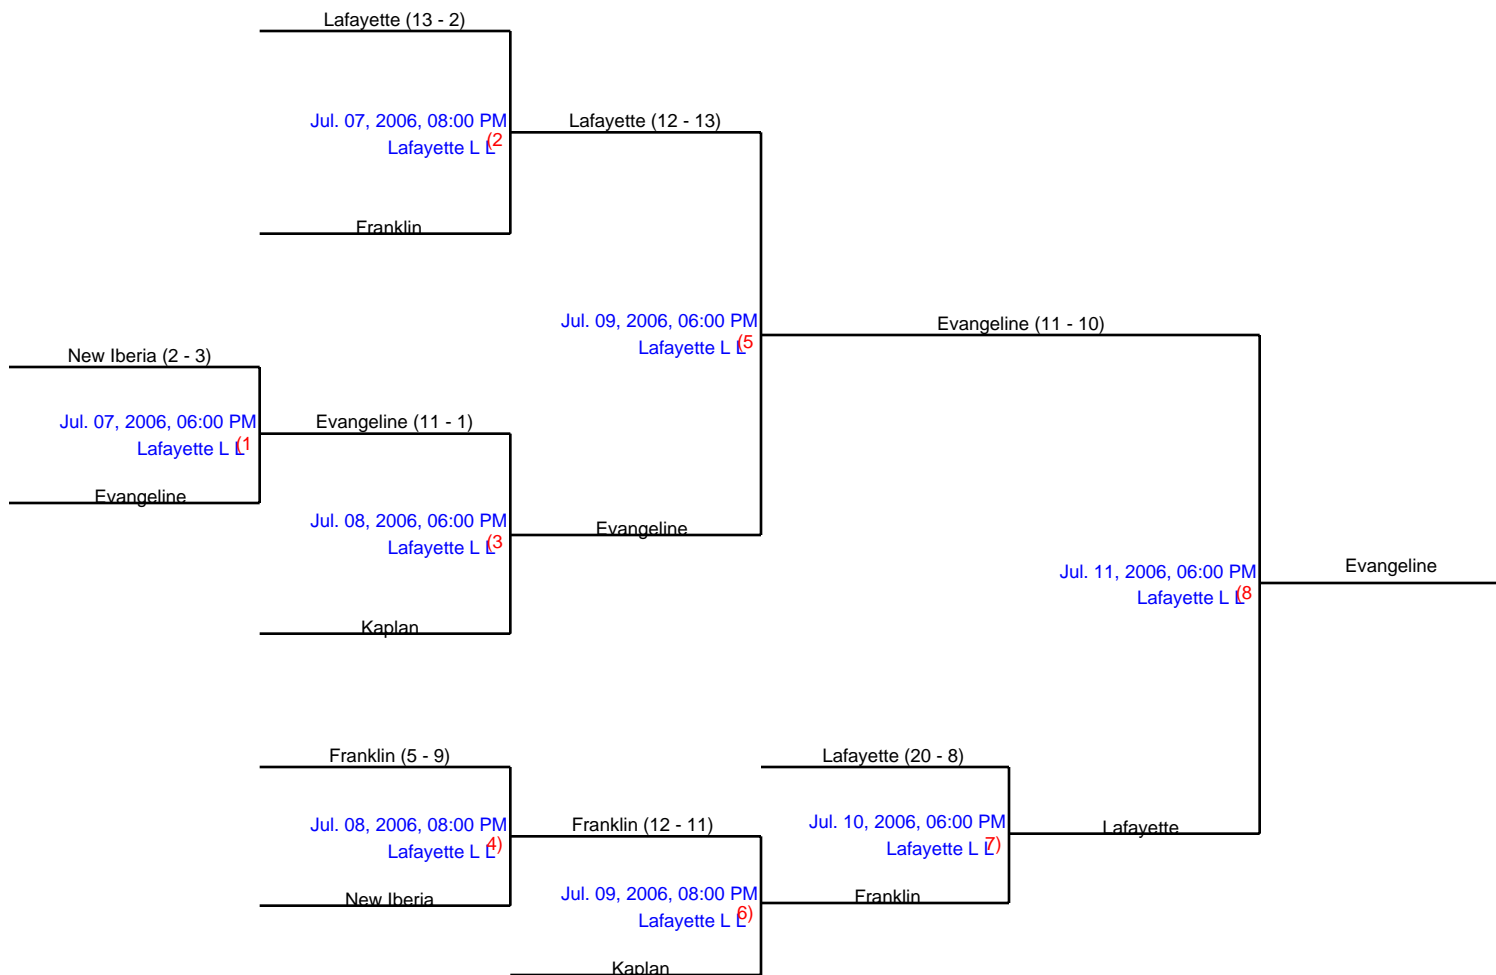 Lafayette (13 - 2)
Jul. 07, 2006, 08:00 PM
Lafayette L L (2
Franklin
Lafayette (12 - 13)
Jul. 09, 2006, 06:00 PM
Lafayette L L (5
Evangeline (11 - 10)
New Iberia (2 - 3)
Jul. 07, 2006, 06:00 PM
Lafayette L L (1
Evangeline
Evangeline (11 - 1)
Jul. 08, 2006, 06:00 PM
Lafayette L L (3
Evangeline
Kaplan
Jul. 11, 2006, 06:00 PM
Lafayette L L (8
Evangeline
Franklin (5 - 9)
Jul. 08, 2006, 08:00 PM
Lafayette L L 4)
New Iberia
Franklin (12 - 11)
Jul. 09, 2006, 08:00 PM
Lafayette L L 6)
Kaplan
Lafayette (20 - 8)
Jul. 10, 2006, 06:00 PM
Lafayette L L 7)
Franklin
Lafayette